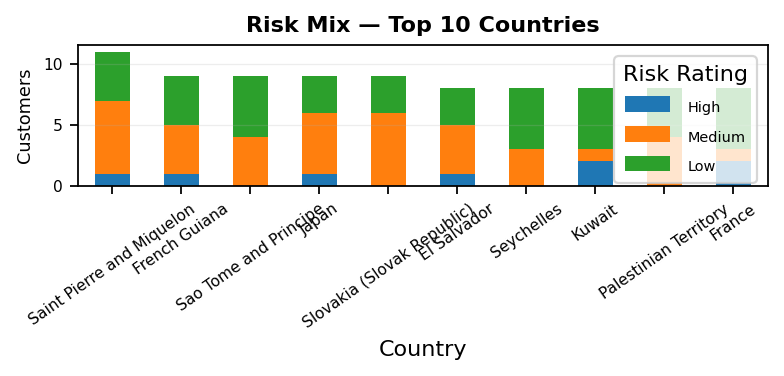 Risk Mix — Top 10 Countries
Customers
10
5
0
Risk Rating
High
Medium
Low
Saint Pierre and Miquelon
French Guiana
Sao Tome and Principe
Japan
Slovakia (Slovak Republic)
El Salvador
Seychelles
Kuwait
Palestinian Territory
France
Country